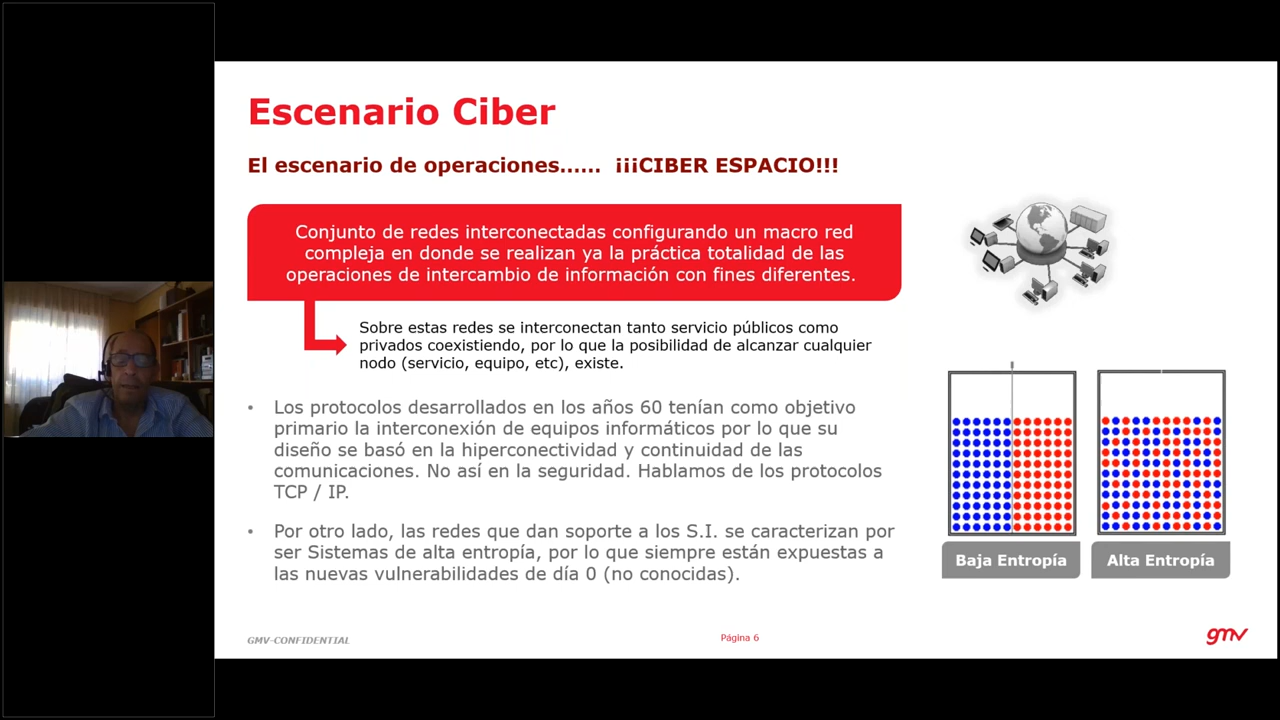 Escenario Ciber
El escenario de operaciones...... ¡¡¡CIBER ESPACIO!!!
Conjunto de redes interconectadas configurando un macro red
compleja en donde se realizan ya la práctica totalidad de las
operaciones de intercambio de información con fines diferentes.
Sobre estas redes se interconectan tanto servicio públicos como
privados coexistiendo, por lo que la posibilidad de alcanzar cualquier
nodo (servicio, equipo, etc), existe.
• Los protocolos desarrollados en los años 60 tenían como objetivo
primario la interconexión de equipos informáticos por lo que su
diseño se basó en la hiperconectividad y continuidad de las
comunicaciones. No así en la seguridad. Hablamos de los protocolos
TCP / IP.
• Por otro lado, las redes que dan soporte a los S.I. se caracterizan por
ser Sistemas de alta entropía, por lo que siempre están expuestas a
las nuevas vulnerabilidades de día 0 (no conocidas).
Baja Entropía
Alta Entropía
GMV-CONFIDENTIAL
Página 6
gmv